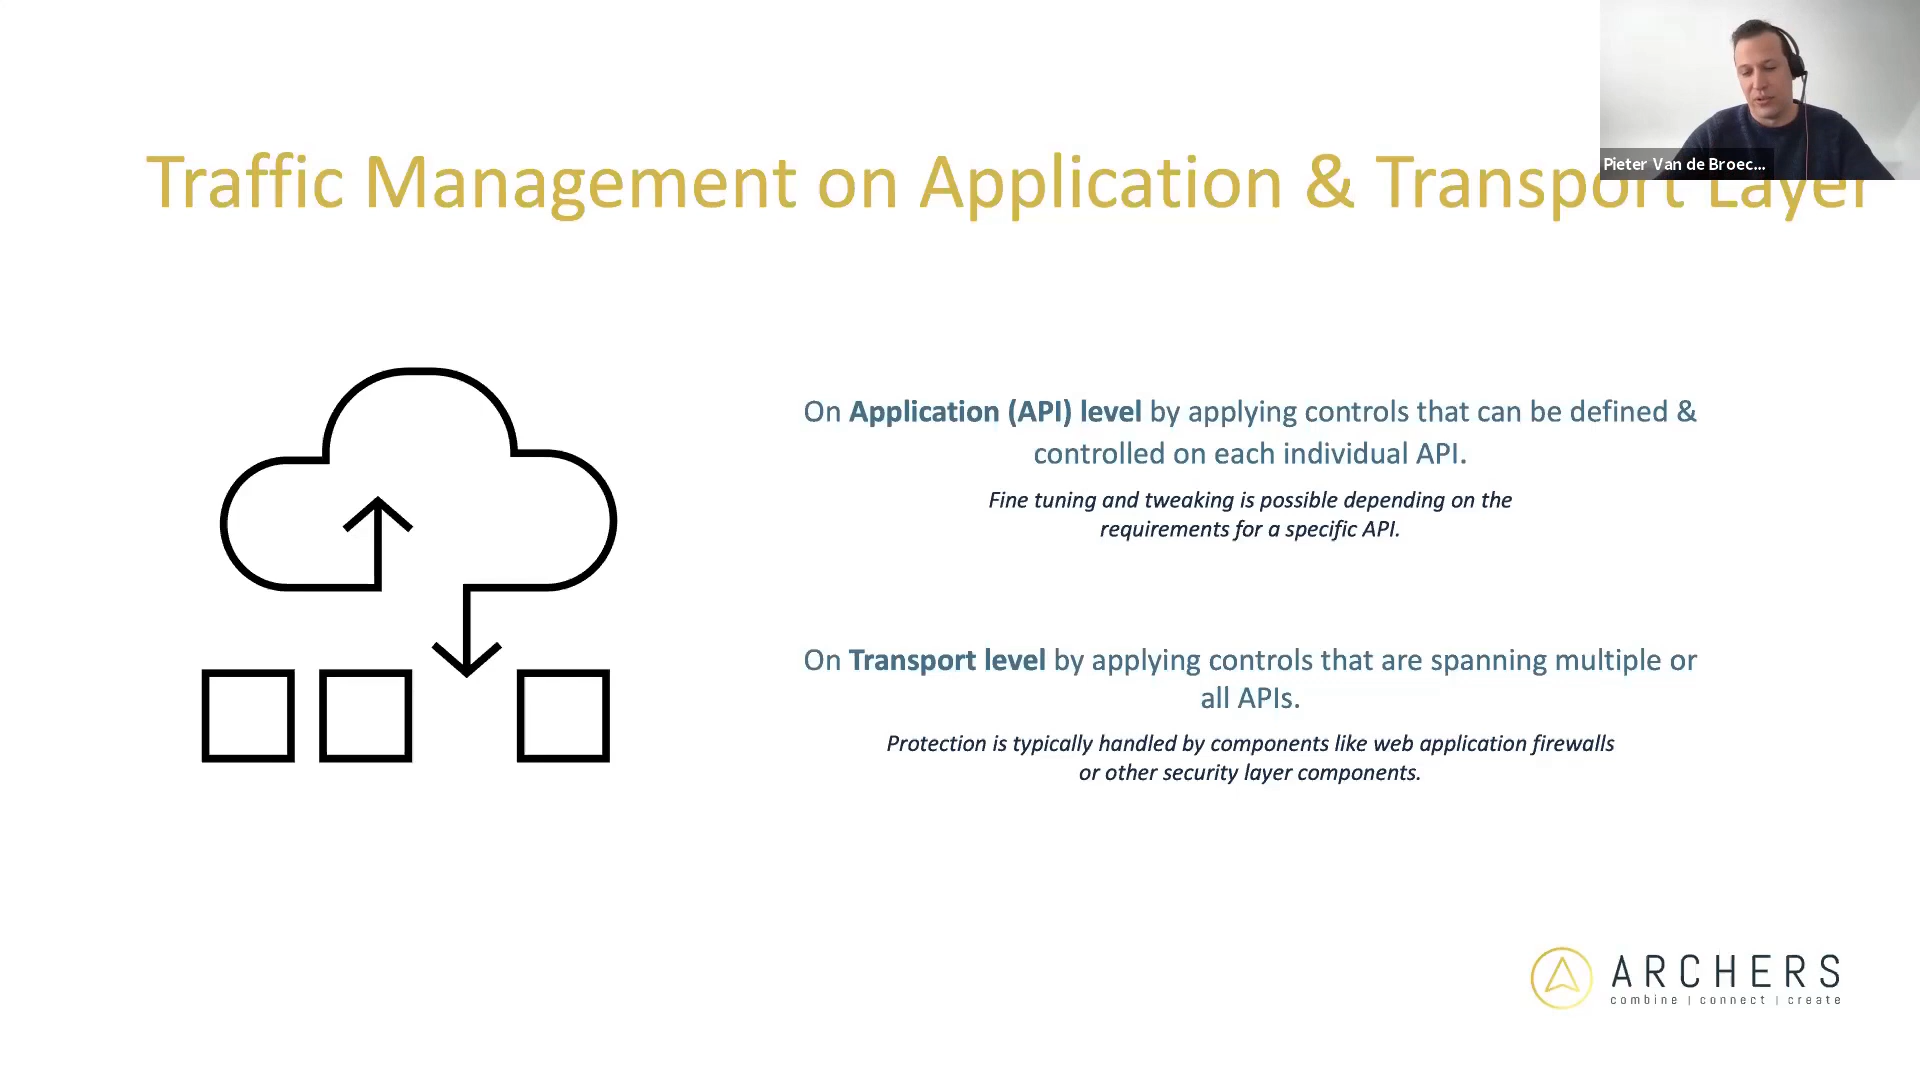 Traffic Management on Application & Transport Layer
Pieter Van de Broec...
On Application (API) level by applying controls that can be defined &
controlled on each individual API.
Fine tuning and tweaking is possible depending on the
requirements for a specific API.
On Transport level by applying controls that are spanning multiple or
all APIs.
Protection is typically handled by components like web application firewalls
or other security layer components.
ARCHERS
combine | connect | create